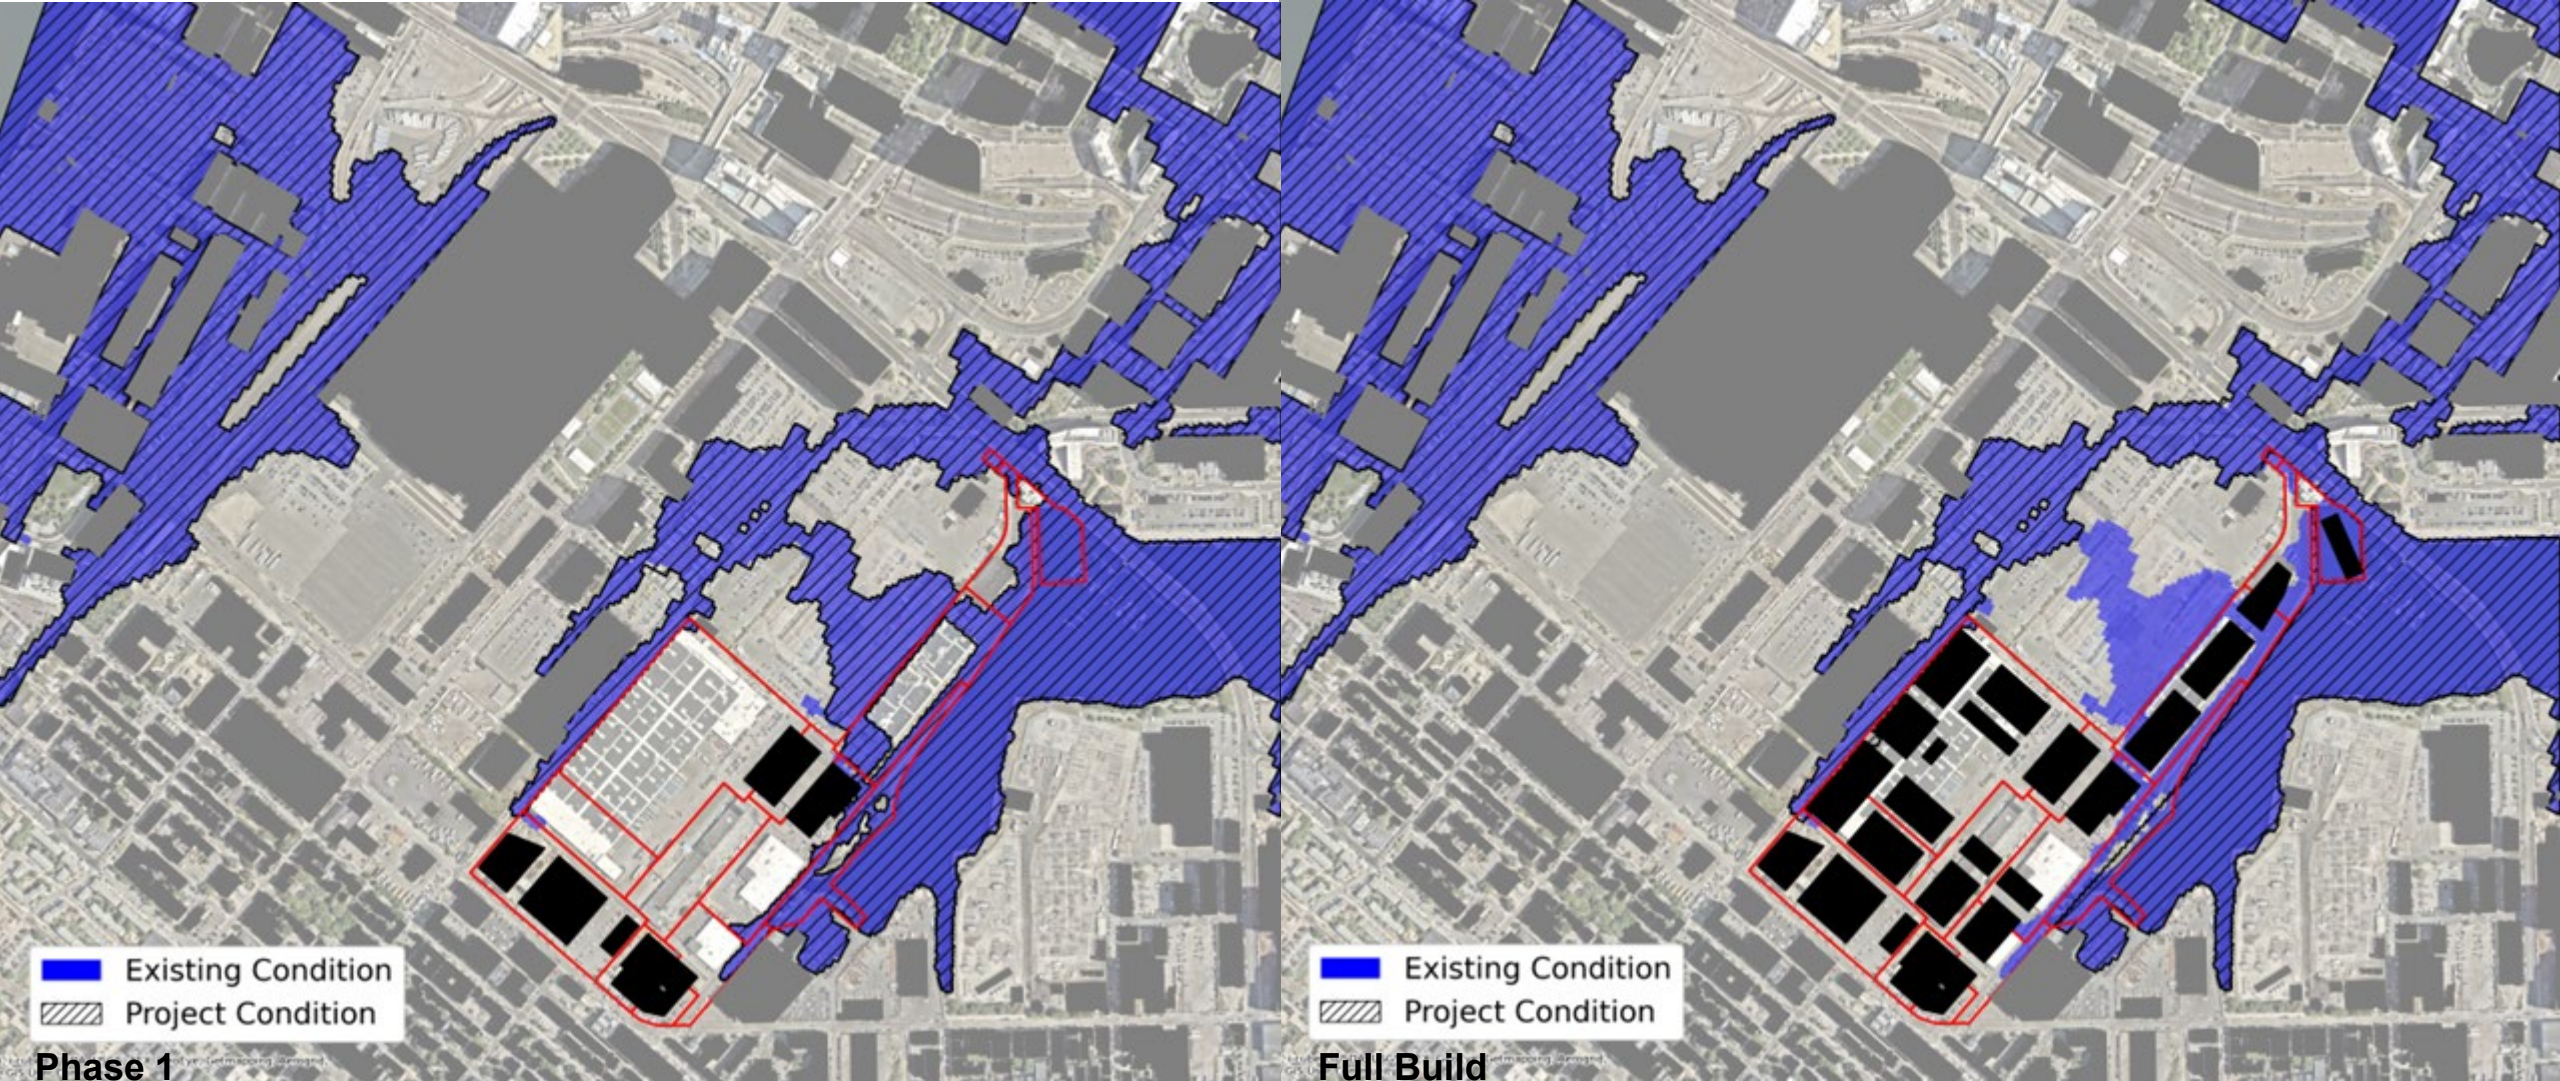 Existing Condition
Project Condition
Phase 1
Existing Condition
Project Condition
Full Build